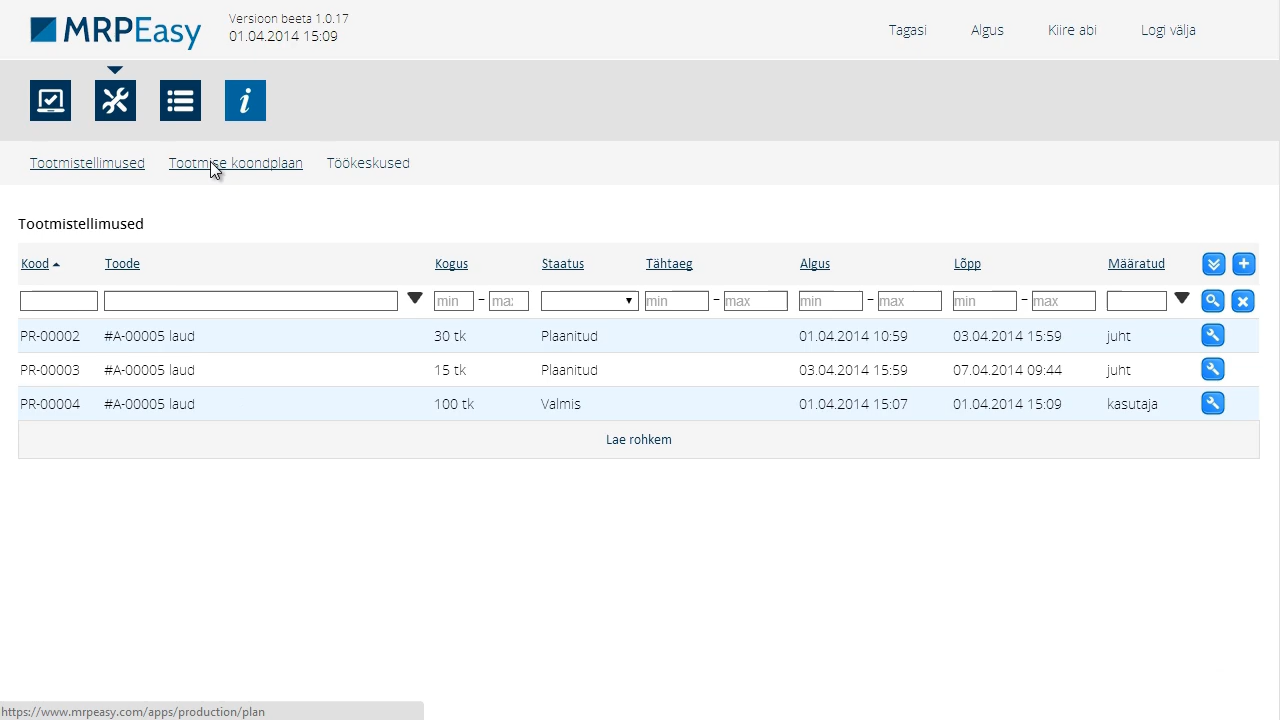 MRPEasy
Versioon beeta 1.0.17
01.04.2014 15:09
Tagasi Algus Kiire abi Logi välja
Tootmistellimused Tootmise koondplaan Töökeskused
Tootmistellimused
Kood Toode Kogus Staatus Tähtaeg Algus Lõpp Määratud
min – max min – max min – max min – max
PR-00002 #A-00005 laud 30 tk Plaanitud 01.04.2014 10:59 03.04.2014 15:59 juht
PR-00003 #A-00005 laud 15 tk Plaanitud 03.04.2014 15:59 07.04.2014 09:44 juht
PR-00004 #A-00005 laud 100 tk Valmis 01.04.2014 15:07 01.04.2014 15:09 kasutaja
Lae rohkem
https://www.mrpeasy.com/apps/production/plan